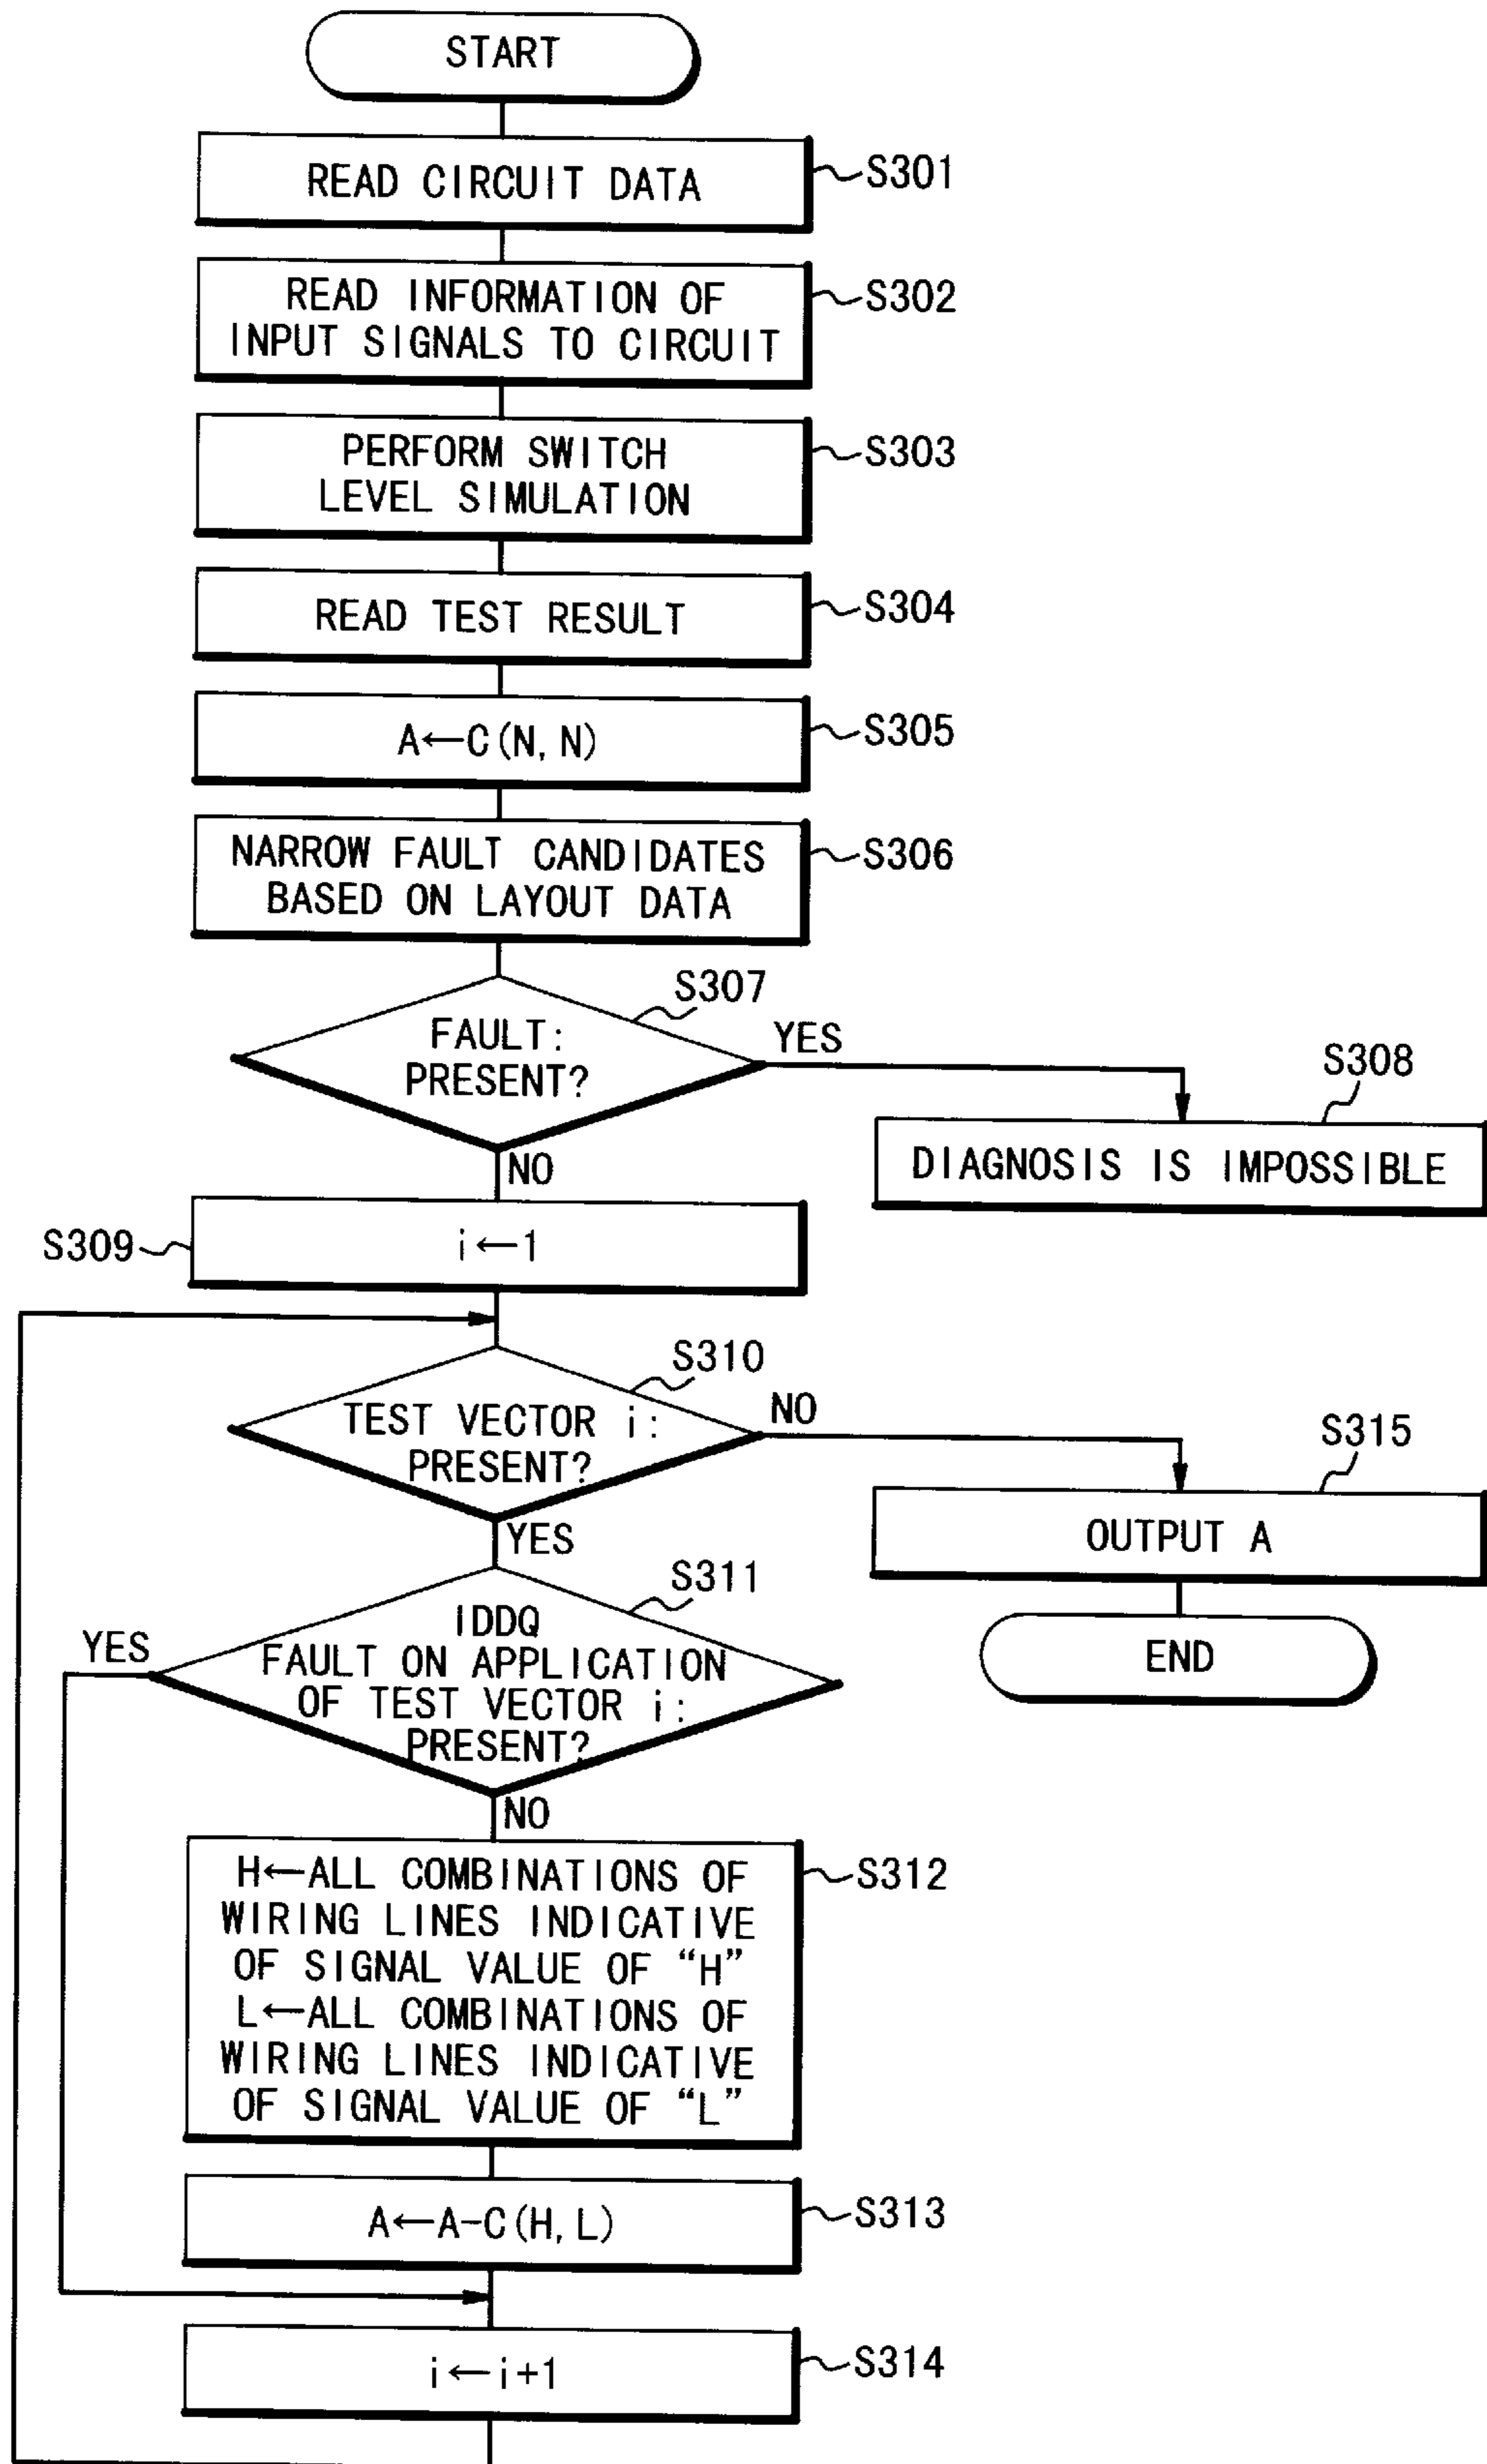 START
READ CIRCUIT DATA
S301
READ INFORMATION OF
INPUT SIGNALS TO CIRCUIT
S302
PERFORM SWITCH
LEVEL SIMULATION
S303
READ TEST RESULT
S304
A←C(N,N)
S305
NARROW FAULT CANDIDATES
BASED ON LAYOUT DATA
S306
S307
FAULT:
PRESENT?
YES
S308
DIAGNOSIS IS IMPOSSIBLE
NO
S309
i←1
S310
TEST VECTOR i:
PRESENT?
NO
S315
OUTPUT A
END
YES
S311
IDDQ
FAULT ON APPLICATION
OF TEST VECTOR i:
PRESENT?
YES
NO
H←ALL COMBINATIONS OF
WIRING LINES INDICATIVE
OF SIGNAL VALUE OF “H”
L←ALL COMBINATIONS OF
WIRING LINES INDICATIVE
OF SIGNAL VALUE OF “L”
S312
A←A-C(H,L)
S313
i←i+1
S314